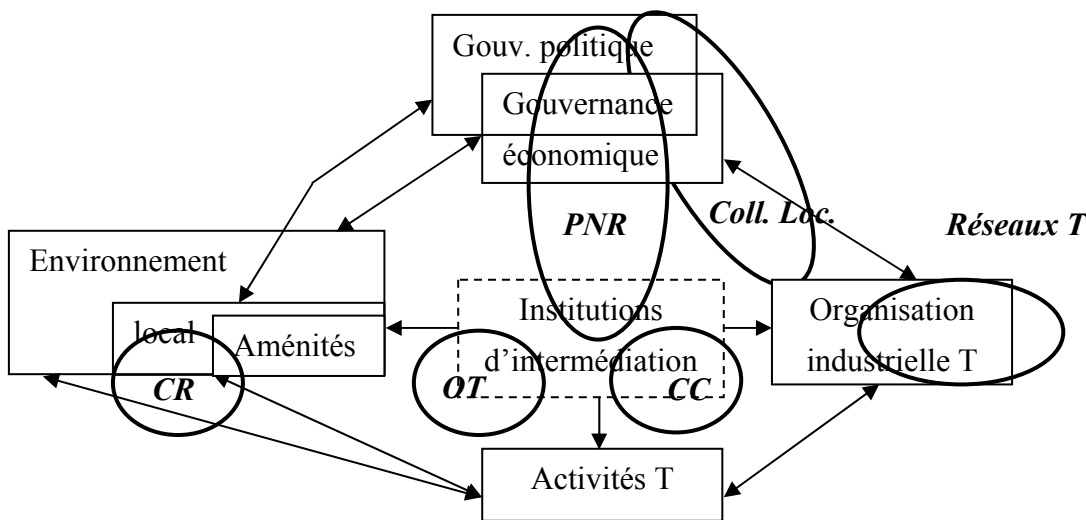 Gouv. politique
Gouvernance
économique
PNR
Coll. Loc.
Réseaux T
Environnement
local
Aménités
Institutions
d’intermédiation
Organisation
industrielle T
CR
OT
CC
Activités T